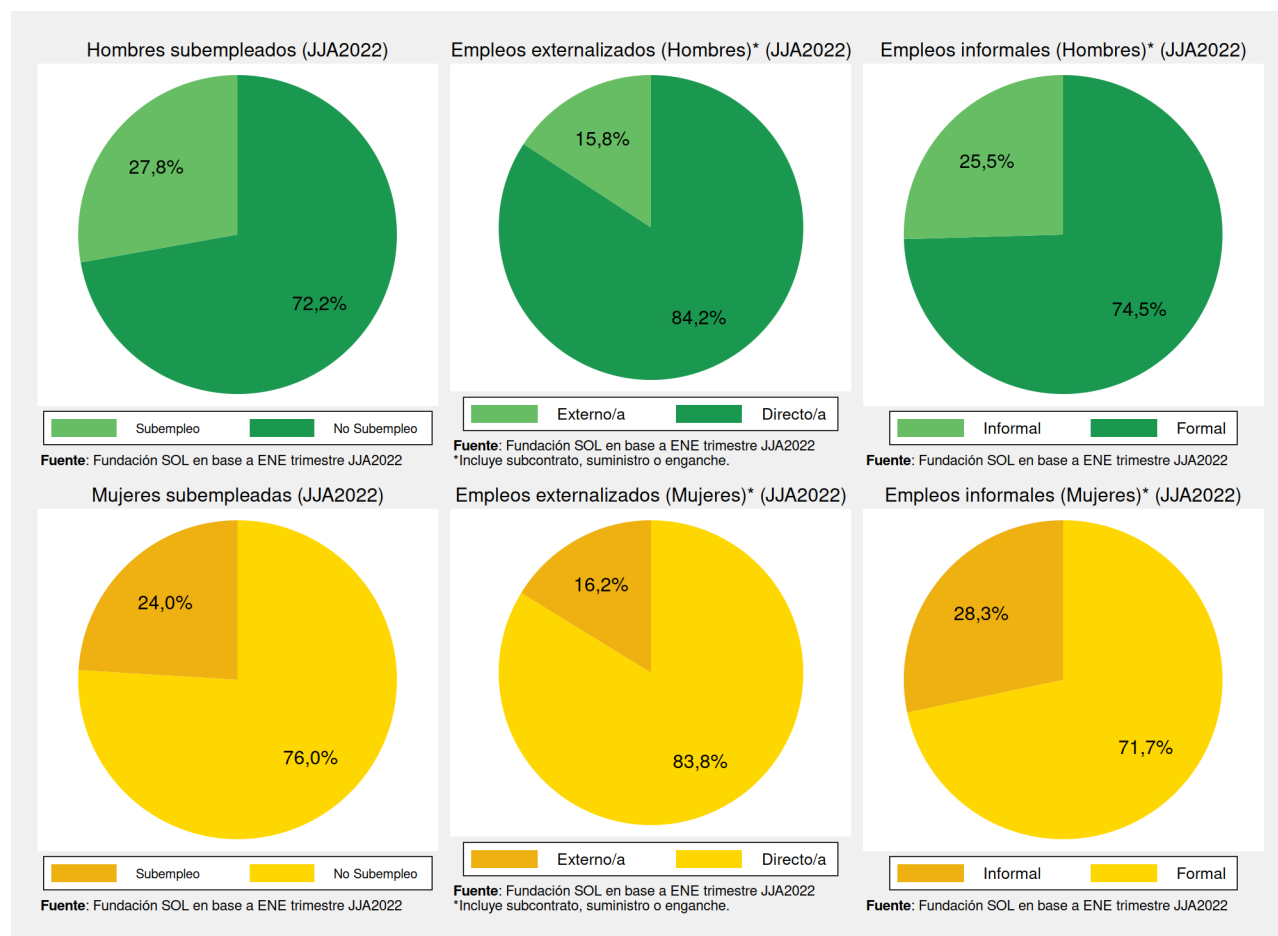 Hombres subempleados (JJA2022)
27,8%
72,2%
Subempleo No Subempleo
Fuente: Fundación SOL en base a ENE trimestre JJA2022
Empleos externalizados (Hombres)* (JJA2022)
15,8%
84,2%
Externo/a Directo/a
Fuente: Fundación SOL en base a ENE trimestre JJA2022
*Incluye subcontrato, suministro o enganche.
Empleos informales (Hombres)* (JJA2022)
25,5%
74,5%
Informal Formal
Fuente: Fundación SOL en base a ENE trimestre JJA2022
Mujeres subempleadas (JJA2022)
24,0%
76,0%
Subempleo No Subempleo
Fuente: Fundación SOL en base a ENE trimestre JJA2022
Empleos externalizados (Mujeres)* (JJA2022)
16,2%
83,8%
Externo/a Directo/a
Fuente: Fundación SOL en base a ENE trimestre JJA2022
*Incluye subcontrato, suministro o enganche.
Empleos informales (Mujeres)* (JJA2022)
28,3%
71,7%
Informal Formal
Fuente: Fundación SOL en base a ENE trimestre JJA2022